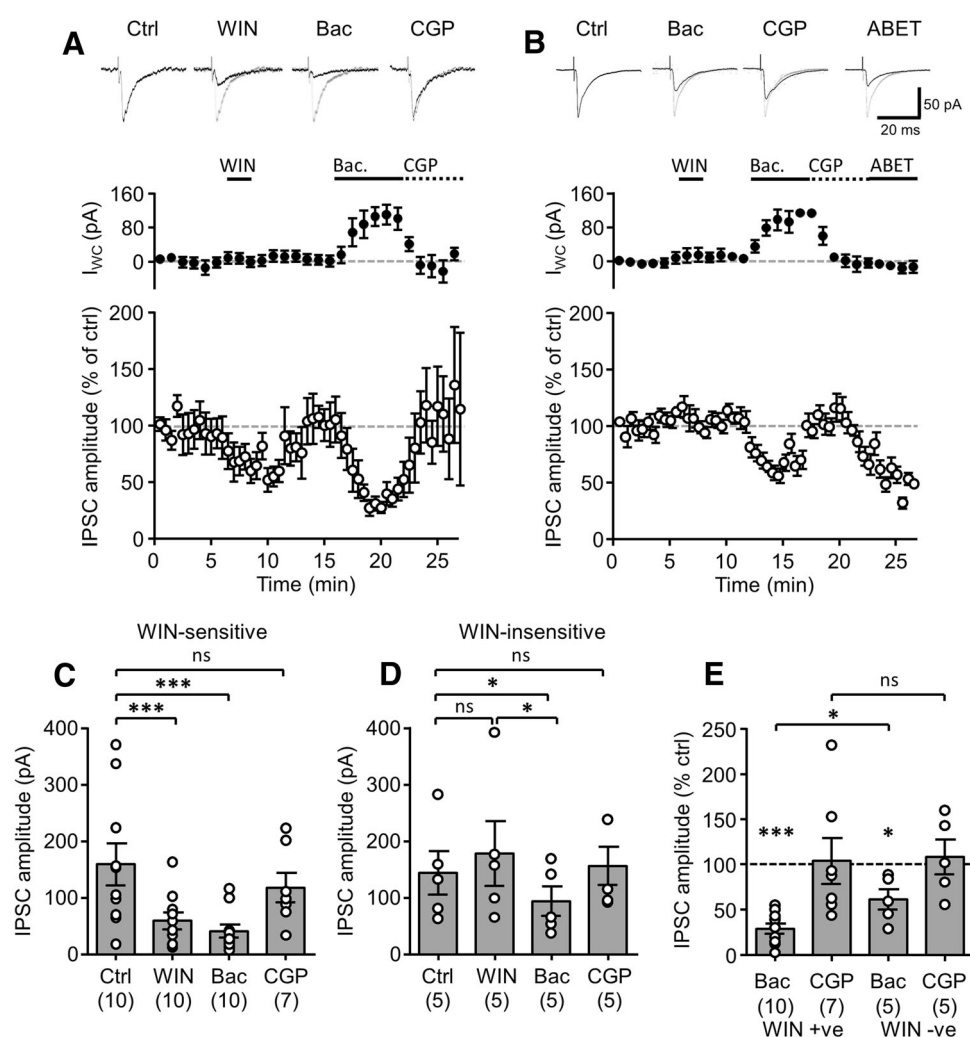 A
Ctrl WIN Bac CGP
B
Ctrl Bac CGP ABET
50 pA
20 ms
WIN Bac. CGP
160
80
0
I_WC (pA)
WIN Bac. CGP ABET
160
80
0
I_WC (pA)
200
150
100
50
0
IPSC amplitude (% of ctrl)
0 5 10 15 20 25
Time (min)
200
150
100
50
0
IPSC amplitude (% of ctrl)
0 5 10 15 20 25
Time (min)
C
WIN-sensitive
ns
***
***
400
300
200
100
0
IPSC amplitude (pA)
Ctrl WIN Bac CGP
(10) (10) (10) (7)
D
WIN-insensitive
ns
*
ns *
400
300
200
100
0
IPSC amplitude (pA)
Ctrl WIN Bac CGP
(5) (5) (5) (5)
E
ns
*
*** *
250
200
150
100
50
0
IPSC amplitude (% ctrl)
Bac CGP Bac CGP
(10) (7) (5) (5)
WIN +ve WIN -ve